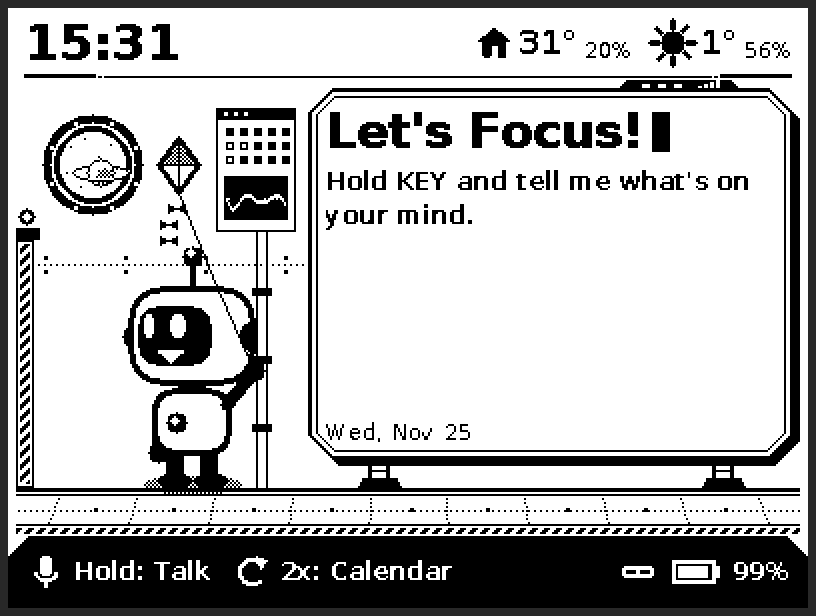 15:31
31° 20% 1° 56%
Let's Focus!
Hold KEY and tell me what's on
your mind.
Wed, Nov 25
Hold: Talk 2x: Calendar 99%